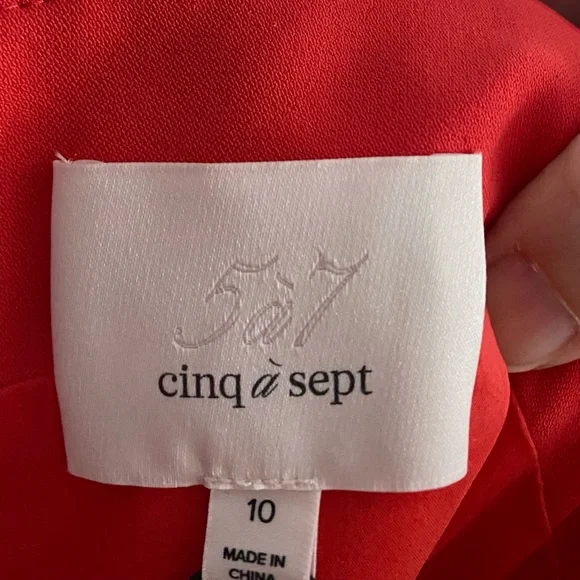 5à7
cinq à sept
10
MADE IN
CHINA